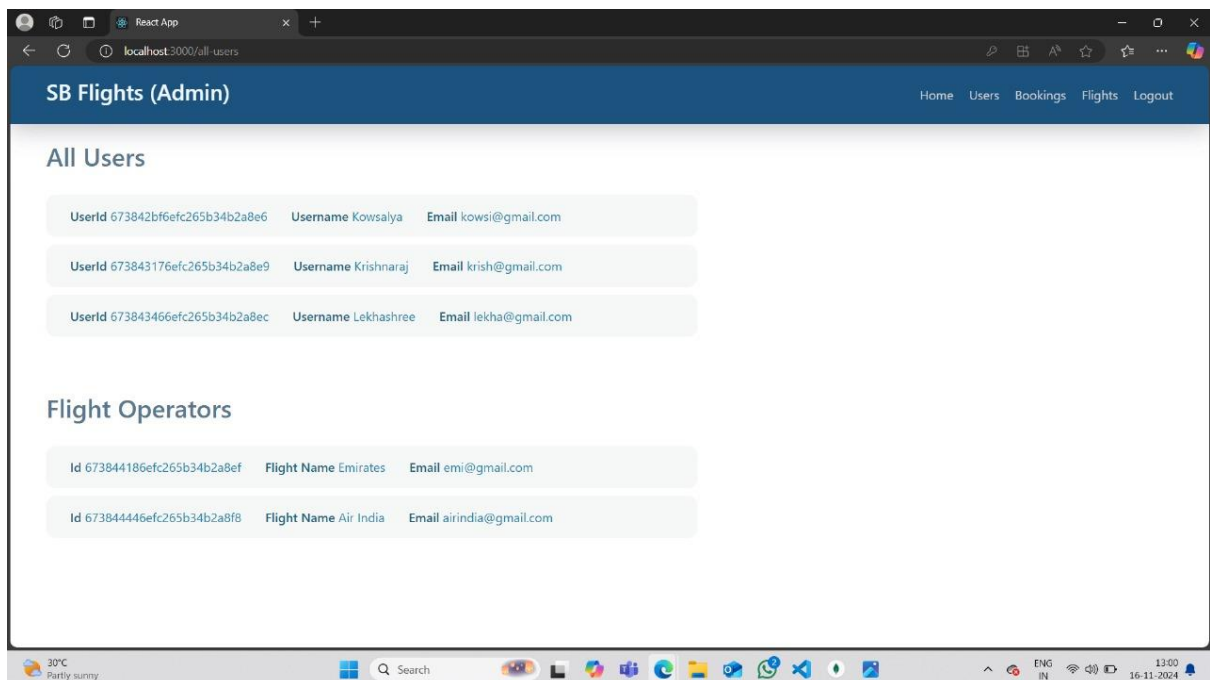 React App
localhost:3000/all-users
SB Flights (Admin)
Home Users Bookings Flights Logout
All Users
UserId 673842bf6efc265b34b2a8e6 Username Kowsalya Email kowsi@gmail.com
UserId 673843176efc265b34b2a8e9 Username Krishnaraj Email krish@gmail.com
UserId 673843466efc265b34b2a8ec Username Lekhashree Email lekha@gmail.com
Flight Operators
Id 673844186efc265b34b2a8ef Flight Name Emirates Email emi@gmail.com
Id 673844446efc265b34b2a8f8 Flight Name Air India Email airindia@gmail.com
30°C
Partly sunny
Search
ENG
IN
13:00
16-11-2024